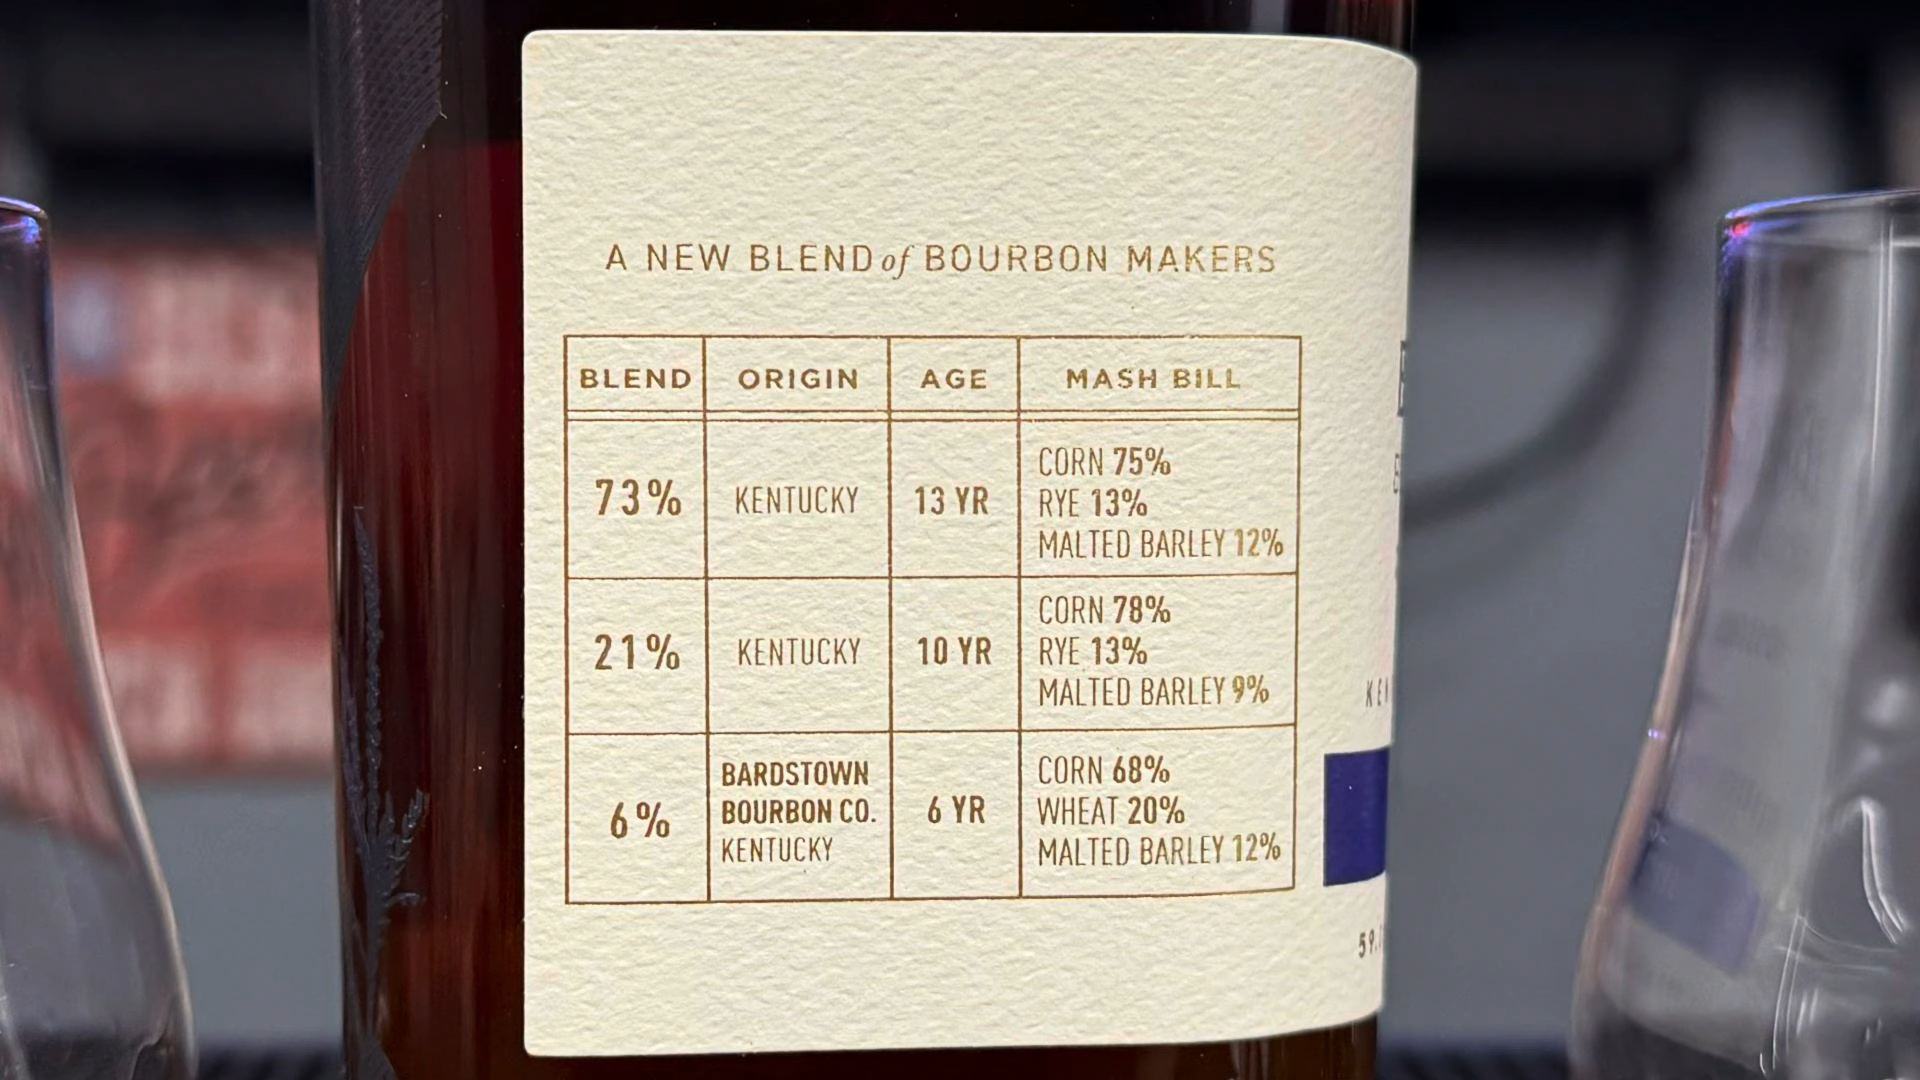 A NEW BLEND of BOURBON MAKERS
BLEND ORIGIN AGE MASH BILL
73% KENTUCKY 13 YR CORN 75%
RYE 13%
MALTED BARLEY 12%
21% KENTUCKY 10 YR CORN 78%
RYE 13%
MALTED BARLEY 9%
6% BARDSTOWN BOURBON CO. KENTUCKY 6 YR CORN 68%
WHEAT 20%
MALTED BARLEY 12%